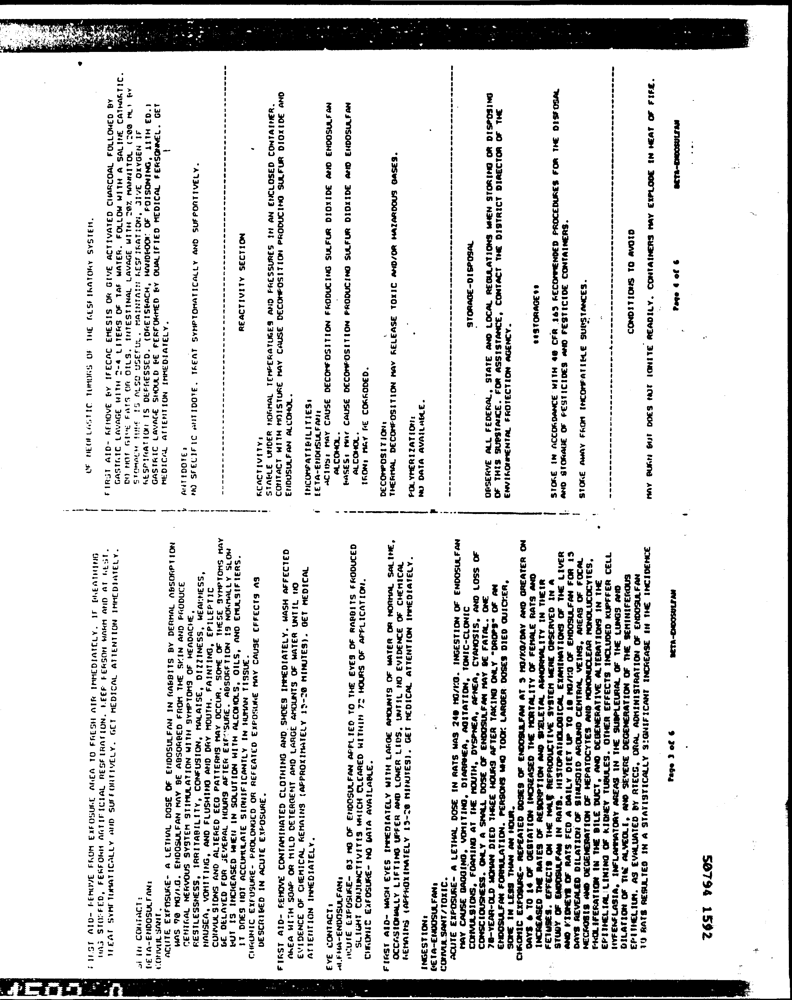 FIRST AID- REMOVE FROM EXPOSURE AREA TO FRESH AIR IMMEDIATELY. IF BREATHING
HAS STOPPED, PERFORM ARTIFICIAL RESPIRATION. KEEP PERSON WARM AND AT REST.
TREAT SYMPTOMATICALLY AND SUPPORTIVELY. GET MEDICAL ATTENTION IMMEDIATELY.
SKIN CONTACT:
BETA-ENDOSULFAN:
CONVULSANT.
ACUTE EXPOSURE- A LETHAL DOSE OF ENDOSULFAN IN RABBITS BY DERMAL ABSORPTION
WAS 90 MG/KG. ENDOSULFAN MAY BE ABSORBED FROM THE SKIN AND PRODUCE
CENTRAL NERVOUS SYSTEM STIMULATION WITH SYMPTOMS OF HEADACHE,
RESTLESSNESS, IRRITABILITY, CONFUSION, MALAISE, DIZZINESS, WEAKNESS,
NAUSEA, VOMITTING, AND FLUSHING AND DRY MOUTH. FAINTING, EPILEPTIC
CONVULSIONS AND ALTERED EEG PATTERNS MAY OCCUR. SOME OF THESE SYMPTOMS MAY
BE DELAYED FOR SEVERAL HOURS AFTER EXPOSURE. ABSORPTION IS NORMALLY SLOW
BUT IS INCREASED WHEN IN SOLUTION WITH ALCOHOLS, OILS, AND EMULSIFIERS.
IT DOES NOT ACCUMULATE SIGNIFICANTLY IN HUMAN TISSUE.
CHRONIC EXPOSURE- PROLONGED OR REPEATED EXPOSURE MAY CAUSE EFFECTS AS
DESCRIBED IN ACUTE EXPOSURE.
FIRST AID- REMOVE CONTAMINATED CLOTHING AND SHOES IMMEDIATELY. WASH AFFECTED
AREA WITH SOAP OR MILD DETERGENT AND LARGE AMOUNTS OF WATER UNTIL NO
EVIDENCE OF CHEMICAL REMAINS (APPROXIMATELY 15-20 MINUTES). GET MEDICAL
ATTENTION IMMEDIATELY.
EYE CONTACT:
ALPHA-ENDOSULFAN:
ACUTE EXPOSURE- 83 MG OF ENDOSULFAN APPLIED TO THE EYES OF RABBITS PRODUCED
SLIGHT CONJUNCTIVITIS WHICH CLEARED WITHIN 72 HOURS OF APPLICATION.
CHRONIC EXPOSURE- NO DATA AVAILABLE.
FIRST AID- WASH EYES IMMEDIATELY WITH LARGE AMOUNTS OF WATER OR NORMAL SALINE,
OCCASIONALLY LIFTING UPPER AND LOWER LIDS, UNTIL NO EVIDENCE OF CHEMICAL
REMAINS (APPROXIMATELY 15-20 MINUTES). GET MEDICAL ATTENTION IMMEDIATELY.
INGESTION:
BETA-ENDOSULFAN:
CONVULSANT/TOXIC.
ACUTE EXPOSURE- A LETHAL DOSE IN RATS WAS 240 MG/KG. INGESTION OF ENDOSULFAN
MAY CAUSE GAGGING, VOMITING, DIARRHEA, AGITATION, TONIC-CLONIC
CONVULSIONS, FOAMING AT THE MOUTH, DYSPNEA, APNEA, CYANOSIS, AND LOSS OF
CONSCIOUSNESS. ONLY A SMALL DOSE OF ENDOSULFAN MAY BE FATAL. ONE
70-YEAR-OLD WOMAN DIED THREE HOURS AFTER TAKING ONLY "DROPS" OF AN
ENDOSULFAN FORMULATION. PERSONS WHO TOOK LARGER DOSES DIED QUICKER,
SOME IN LESS THAN AN HOUR.
CHRONIC EXPOSURE- REPEATED DOSES OF ENDOSULFAN AT 5 MG/KG/DAY AND GREATER ON
DAYS 6 TO 14 OF GESTATION INCREASED THE MORTALITY OF FEMALE RATS AND
INCREASED THE RATES OF RESORPTION AND SKELETAL ABNORMALITY IN THEIR
FETUSES. EFFECTS ON THE MALE REPRODUCTIVE SYSTEM WERE OBSERVED IN A
STUDY OF ENDOSULFAN IN RATS. HISTOPATHOLOGICAL EXAMINATIONS OF THE LIVER
AND KIDNEYS OF RATS FED A DAILY DIET UP TO 10 MG/KG OF ENDOSULFAN FOR 15
DAYS REVEALED DILATION OF SINUSOID AROUND CENTRAL VEINS, AREAS OF FOCAL
NECROSIS AND DEGENERATION OF HEPATOCYTES AND MONONUCLEAR MONOLUCOCYTES,
PROLIFERATION IN THE BILE DUCT, AND DEGENERATIVE ALTERATIONS IN THE
EPITHELIAL LINING OF KIDNEY TUBULES. OTHER EFFECTS INCLUDED KUPFFER CELL
HYPERPLASIA, INFLAMMATORY AREAS IN THE SUBPLEURAL OF THE LUNGS AND
DILATION OF THE ALVEOLI, AND SEVERE DEGENERATION OF THE SEMINIFEROUS
EPITHELIUM. AS EVALUATED BY RTECS, ORAL ADMINISTRATION OF ENDOSULFAN
TO RATS RESULTED IN A STATISTICALLY SIGNIFICANT INCREASE IN THE INCIDENCE
Page 3 of 6 BETA-ENDOSULFAN
50794 1592
OF NEOPLASTIC TUMORS OF THE RESPIRATORY SYSTEM.
FIRST AID- REMOVE BY IPECAC EMESIS OR GIVE ACTIVATED CHARCOAL FOLLOWED BY
GASTRIC LAVAGE WITH 2-4 LITERS OF TAP WATER. FOLLOW WITH A SALINE CATHARTIC.
DO NOT GIVE FATS OR OILS. INTESTINAL LAVAGE WITH 20% MANNITOL (200 ML) BY
STOMACH TUBE IS ALSO USEFUL. MAINTAIN RESPIRATION, GIVE OXYGEN IF
RESPIRATION IS DEPRESSED. (DREISBACH, HANDBOOK OF POISONING, 11TH ED.)
GASTRIC LAVAGE SHOULD BE PERFORMED BY QUALIFIED MEDICAL PERSONNEL. GET
MEDICAL ATTENTION IMMEDIATELY.
ANTIDOTE:
NO SPECIFIC ANTIDOTE. TREAT SYMPTOMATICALLY AND SUPPORTIVELY.
REACTIVITY SECTION
REACTIVITY:
STABLE UNDER NORMAL TEMPERATURES AND PRESSURES IN AN ENCLOSED CONTAINER.
CONTACT WITH MOISTURE MAY CAUSE DECOMPOSITION PRODUCING SULFUR DIOXIDE AND
ENDOSULFAN ALCOHOL.
INCOMPATIBILITIES:
BETA-ENDOSULFAN:
ACIDS: MAY CAUSE DECOMPOSITION PRODUCING SULFUR DIOXIDE AND ENDOSULFAN
ALCOHOL.
BASES: MAY CAUSE DECOMPOSITION PRODUCING SULFUR DIOXIDE AND ENDOSULFAN
ALCOHOL.
IRON: MAY BE CORRODED.
DECOMPOSITION:
THERMAL DECOMPOSITION MAY RELEASE TOXIC AND/OR HAZARDOUS GASES.
POLYMERIZATION:
NO DATA AVAILABLE.
STORAGE-DISPOSAL
OBSERVE ALL FEDERAL, STATE AND LOCAL REGULATIONS WHEN STORING OR DISPOSING
OF THIS SUBSTANCE. FOR ASSISTANCE, CONTACT THE DISTRICT DIRECTOR OF THE
ENVIRONMENTAL PROTECTION AGENCY.
**STORAGE**
STORE IN ACCORDANCE WITH 40 CFR 165 RECOMMENDED PROCEDURES FOR THE DISPOSAL
AND STORAGE OF PESTICIDES AND PESTICIDE CONTAINERS.
STORE AWAY FROM INCOMPATIBLE SUBSTANCES.
CONDITIONS TO AVOID
MAY BURN BUT DOES NOT IGNITE READILY. CONTAINERS MAY EXPLODE IN HEAT OF FIRE.
Page 4 of 6 BETA-ENDOSULFAN